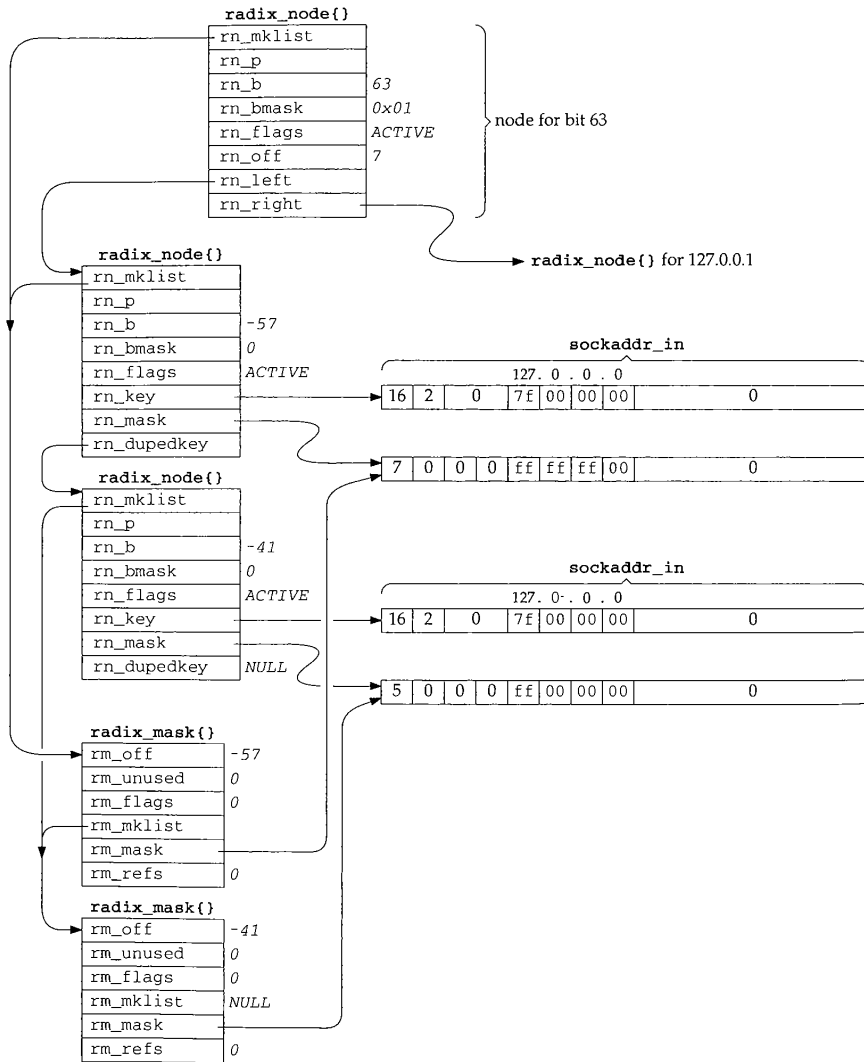 radix_node{}
rn_mklist
rn_p
rn_b 63
rn_bmask 0x01
rn_flags ACTIVE
rn_off 7
rn_left
rn_right
node for bit 63
radix_node{} for 127.0.0.1
radix_node{}
rn_mklist
rn_p
rn_b -57
rn_bmask 0
rn_flags ACTIVE
rn_key
rn_mask
rn_dupedkey
sockaddr_in
127. 0 . 0 . 0
16 2 0 7f 00 00 00 0
7 0 0 0 ff ff ff 00 0
radix_node{}
rn_mklist
rn_p
rn_b -41
rn_bmask 0
rn_flags ACTIVE
rn_key
rn_mask
rn_dupedkey NULL
sockaddr_in
127. 0 . 0 . 0
16 2 0 7f 00 00 00 0
5 0 0 0 ff 00 00 00 0
radix_mask{}
rm_off -57
rm_unused 0
rm_flags 0
rm_mklist
rm_mask
rm_refs 0
radix_mask{}
rm_off -41
rm_unused 0
rm_flags 0
rm_mklist NULL
rm_mask
rm_refs 0